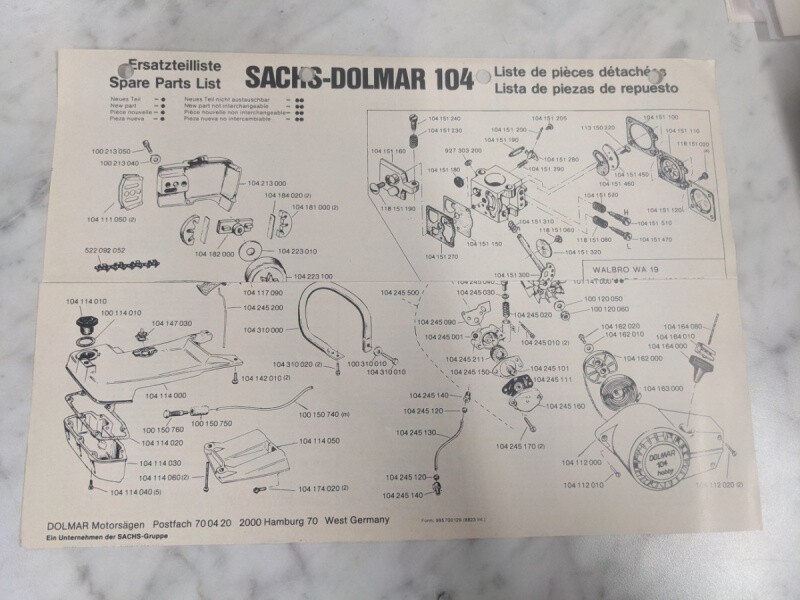 Ersatzteilliste
Spare Parts List
SACHS-DOLMAR 104
Liste de pièces détachées
Lista de piezas de repuesto
Neues Teil
New part
Pièce nouvelle
Pieza nueva
Neues Teil nicht austauschbar
New part not interchangeable
Pièce nouvelle non interchangeable
Pieza nueva no intercambiable
100 213 050
100 213 040
104 213 000
104 111 050 (2)
104 184 020 (2)
104 181 000 (2)
104 182 000
104 223 010
522 092 052
104 223 100
104 151 240
104 151 230
104 151 160
927 303 200
104 151 180
118 151 190
104 151 270
104 151 150
104 151 200
104 151 205
104 151 190
104 151 280
104 151 290
113 150 220
104 151 100
104 151 110
118 151 020
(4)
104 151 450
104 151 460
104 151 120
104 151 520
H
104 151 510
104 151 310
118 151 060
118 151 080
L
104 151 470
104 151 320
104 151 300
WALBRO WA 19
104 114 010
100 114 010
104 147 030
104 117 090
104 245 200
104 310 000
104 310 020 (2)
100 310 010
104 310 010
104 142 010 (3)
104 114 000
100 150 740 (m)
100 150 750
100 150 760
104 114 020
104 114 050
104 114 030
104 114 060 (2)
104 114 040 (5)
104 174 020 (2)
104 245 500
104 245 040
104 245 030
104 245 090
104 245 001
104 245 020
104 245 010 (2)
104 245 211
104 245 150
104 245 101
104 245 111
104 245 160
104 245 170 (2)
104 245 140
104 245 120
104 245 130
104 245 120
104 245 140
100 120 050
100 120 060
104 162 020
104 162 010
104 162 000
104 163 000
104 164 080
104 164 010
104 164 000
DOLMAR
104
hobby
104 112 000
104 112 010
104 112 020 (2)
DOLMAR Motorsägen Postfach 70 04 20 2000 Hamburg 70 West Germany
Ein Unternehmen der SACHS-Gruppe